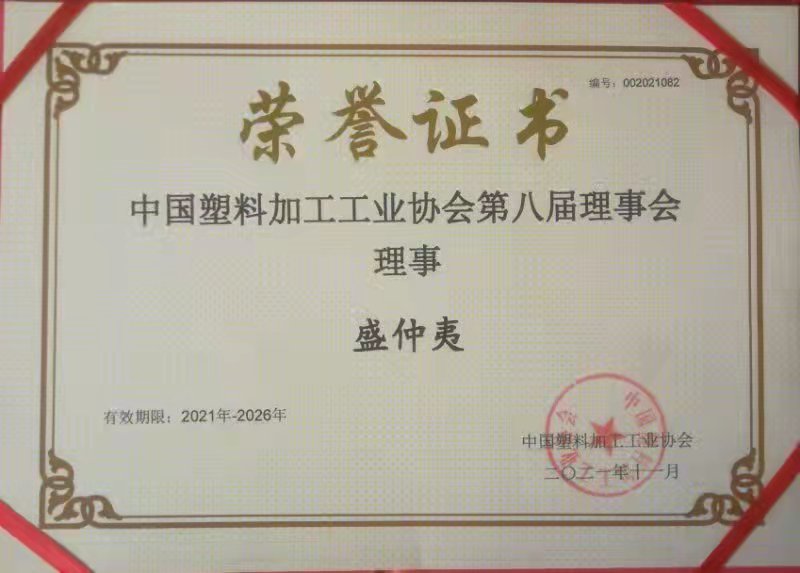 编号：002021082
荣誉证书
中国塑料加工工业协会第八届理事会
理事
盛仲夷
有效期限：2021年-2026年
中国塑料加工工业协会
二〇二一年十一月